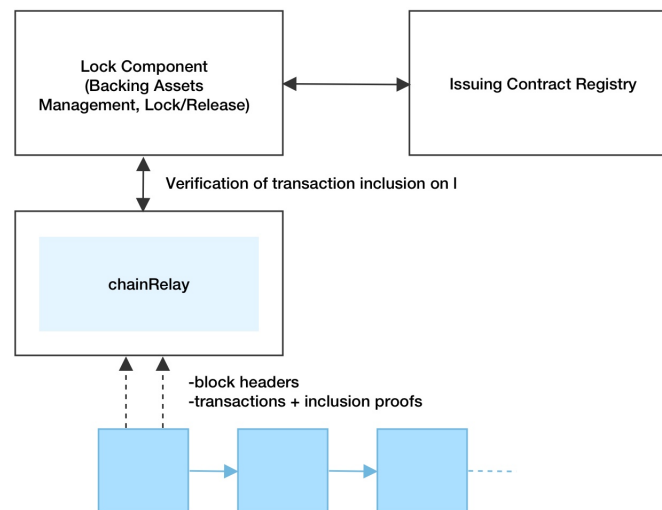 Lock Component
(Backing Assets
Management, Lock/Release)
Issuing Contract Registry
Verification of transaction inclusion on I
chainRelay
-block headers
-transactions + inclusion proofs